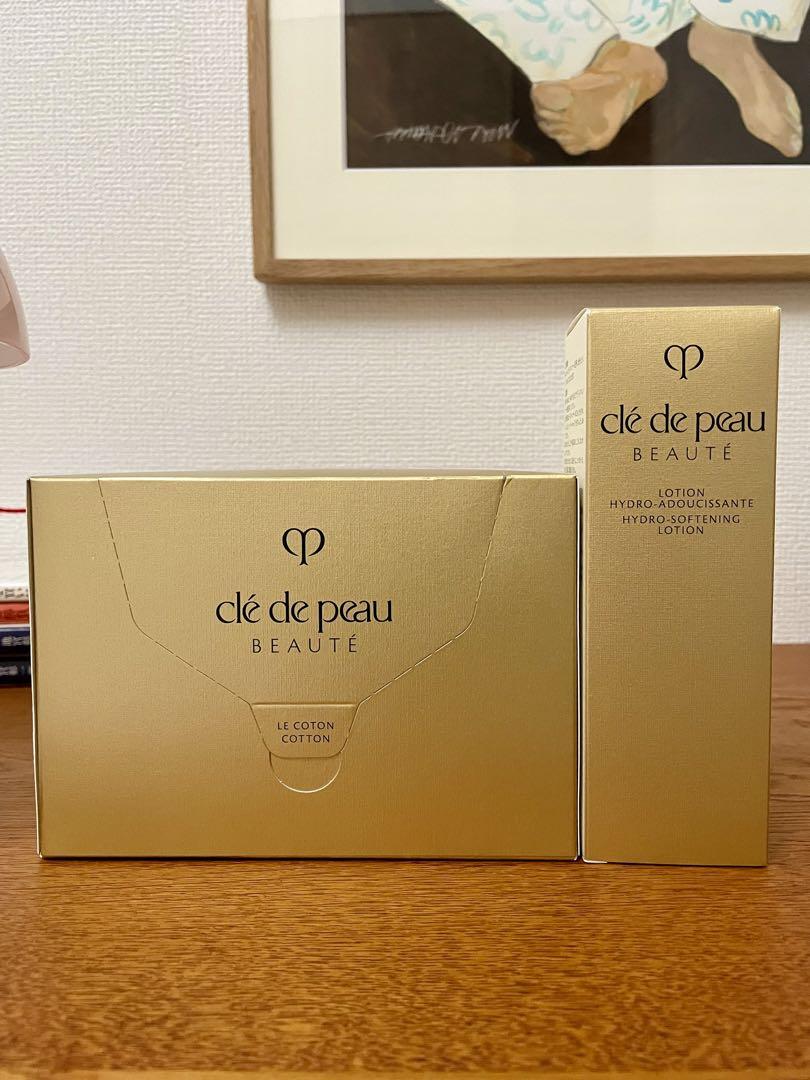 clé de peau
BEAUTÉ
LE COTON
COTTON
clé de peau
BEAUTÉ
LOTION
HYDRO-ADOUCISSANTE
HYDRO-SOFTENING
LOTION